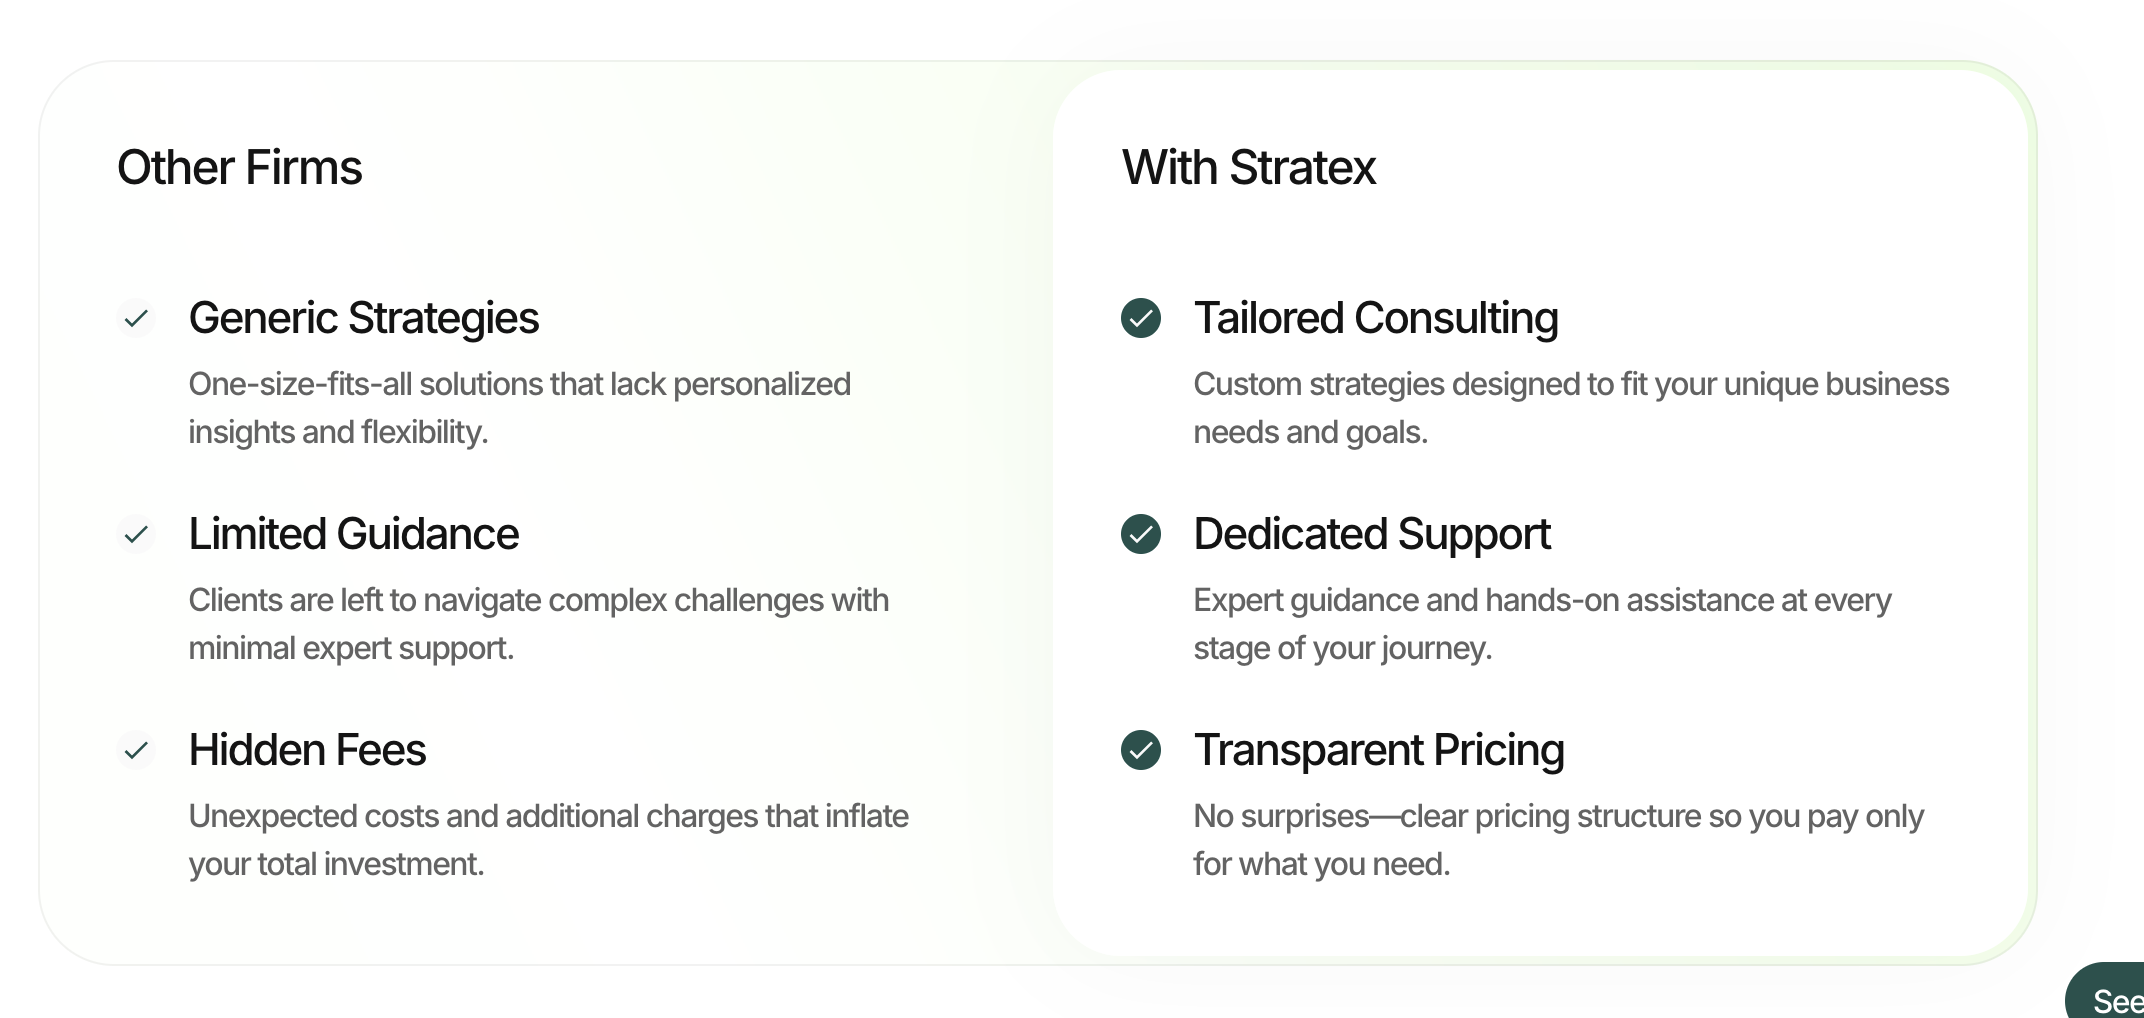 Other Firms
Generic Strategies
One-size-fits-all solutions that lack personalized
insights and flexibility.
Limited Guidance
Clients are left to navigate complex challenges with
minimal expert support.
Hidden Fees
Unexpected costs and additional charges that inflate
your total investment.
With Stratex
Tailored Consulting
Custom strategies designed to fit your unique business
needs and goals.
Dedicated Support
Expert guidance and hands-on assistance at every
stage of your journey.
Transparent Pricing
No surprises—clear pricing structure so you pay only
for what you need.
See